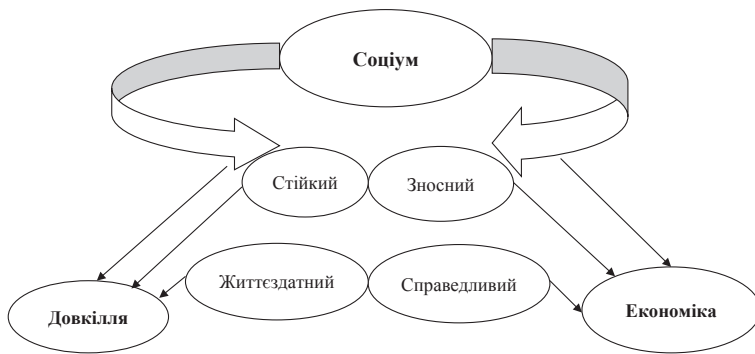 Соціум
Стійкий
Зносний
Життєздатний
Справедливий
Довкілля
Економіка